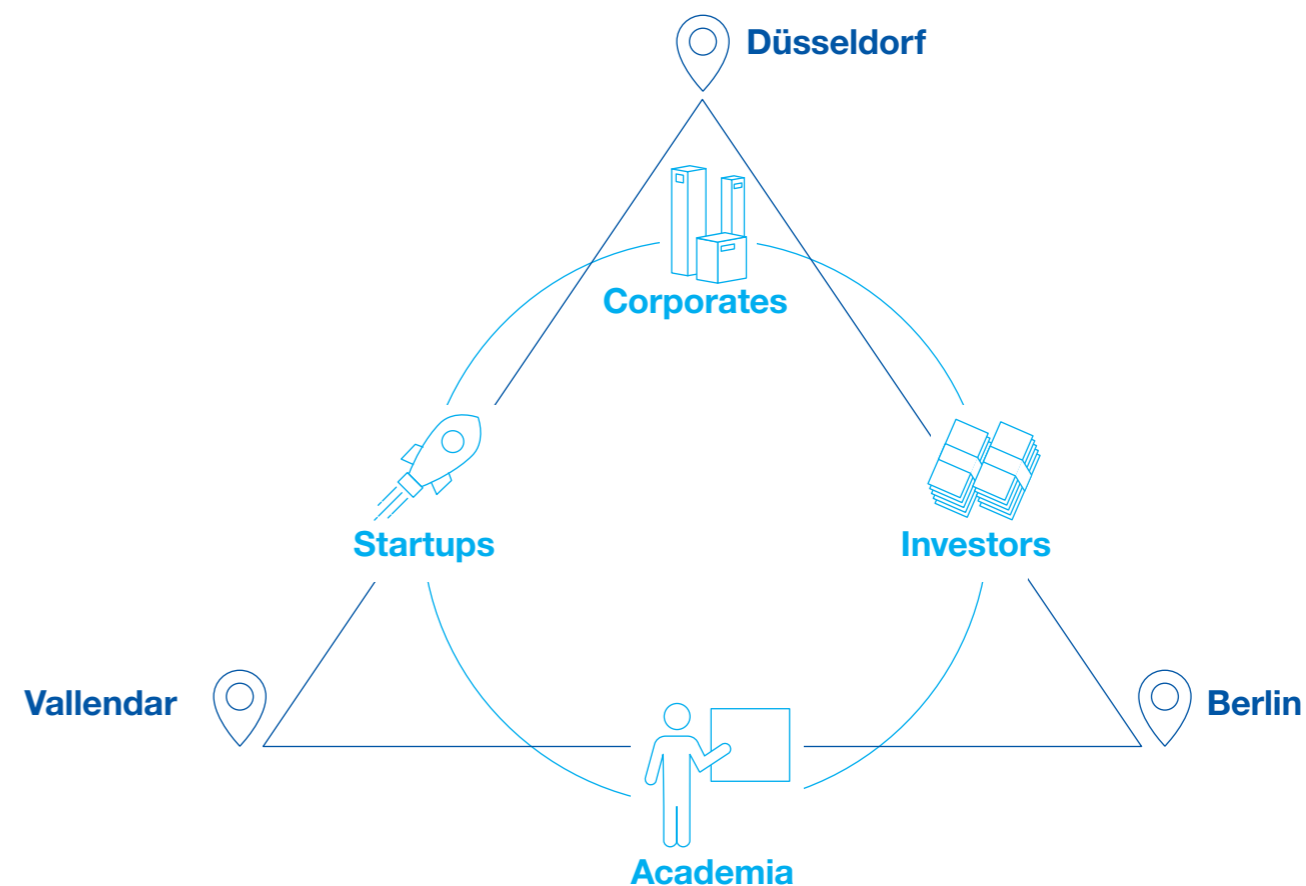 Düsseldorf
Corporates
Startups
Investors
Vallendar
Berlin
Academia